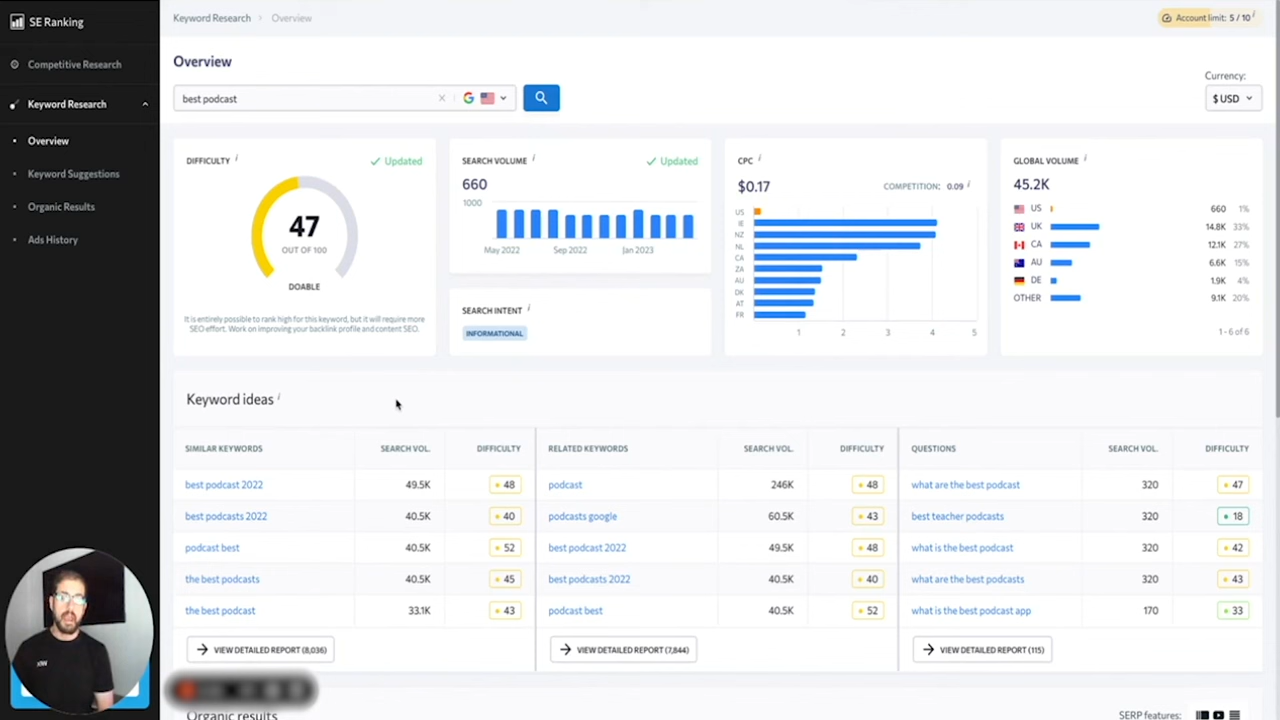 SE Ranking
Keyword Research > Overview
Account limit: 5 / 10 i
Competitive Research
Keyword Research
Overview
Keyword Suggestions
Organic Results
Ads History
Overview
Currency:
best podcast
$ USD
DIFFICULTY i
Updated
47
OUT OF 100
DOABLE
It is entirely possible to rank high for this keyword, but it will require more
SEO effort. Work on improving your backlink profile and content SEO.
SEARCH VOLUME i
Updated
660
1000
May 2022 Sep 2022 Jan 2023
SEARCH INTENT i
INFORMATIONAL
CPC i
$0.17 COMPETITION: 0.09 i
US
IE
NZ
NL
CA
ZA
AU
DK
AT
FR
1 2 3 4 5
GLOBAL VOLUME i
45.2K
US 660 1%
UK 14.8K 33%
CA 12.1K 27%
AU 6.6K 15%
DE 1.9K 4%
OTHER 9.1K 20%
1 - 6 of 6
Keyword ideas i
SIMILAR KEYWORDS SEARCH VOL. DIFFICULTY
best podcast 2022 49.5K 48
best podcasts 2022 40.5K 40
podcast best 40.5K 52
the best podcasts 40.5K 45
the best podcast 33.1K 43
VIEW DETAILED REPORT (8,036)
RELATED KEYWORDS SEARCH VOL. DIFFICULTY
podcast 246K 48
podcasts google 60.5K 43
best podcast 2022 49.5K 48
best podcasts 2022 40.5K 40
podcast best 40.5K 52
VIEW DETAILED REPORT (7,844)
QUESTIONS SEARCH VOL. DIFFICULTY
what are the best podcast 320 47
best teacher podcasts 320 18
what is the best podcast 320 42
what are the best podcasts 320 43
what is the best podcast app 170 33
VIEW DETAILED REPORT (115)
Organic results
SERP features: